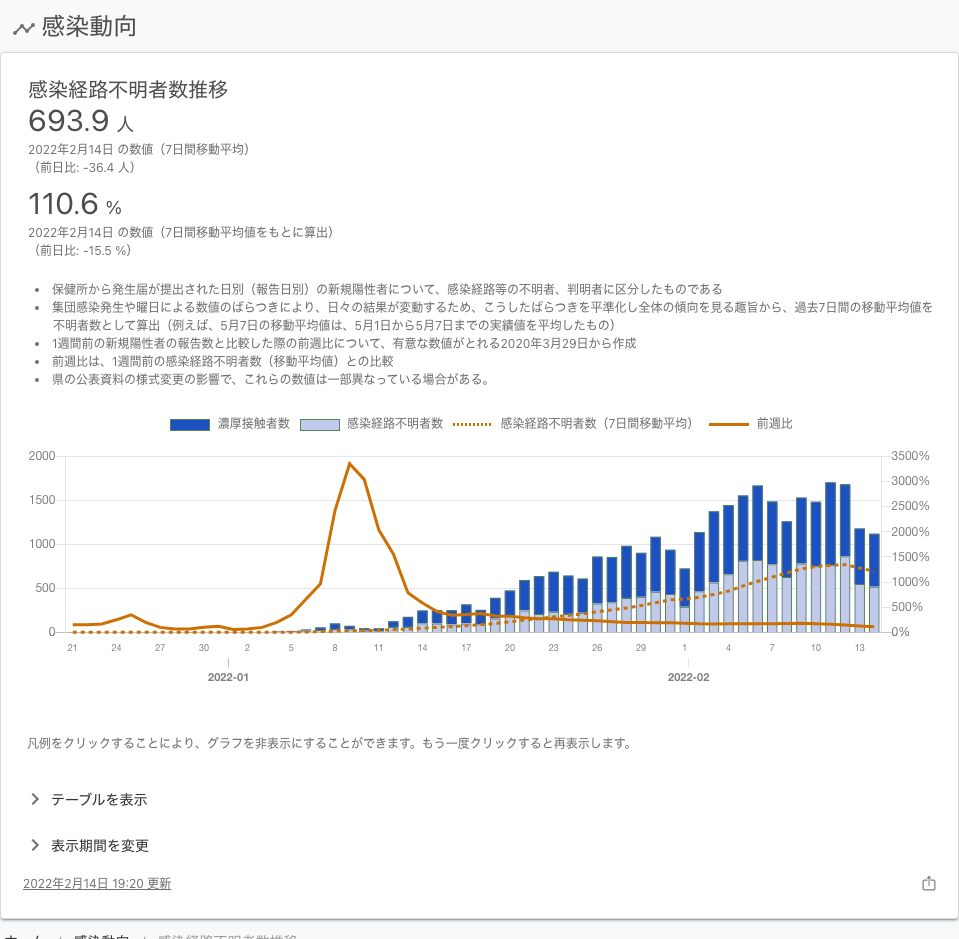 感染動向
感染経路不明者数推移
693.9 人
2022年2月14日 の数値（7日間移動平均）
（前日比: -36.4 人）
110.6 %
2022年2月14日 の数値（7日間移動平均値をもとに算出）
（前日比: -15.5 %）
• 保健所から発生届が提出された日別（報告日別）の新規陽性者について、感染経路等の不明者、判明者に区分したものである
• 集団感染発生や曜日による数値のばらつきにより、日々の結果が変動するため、こうしたばらつきを平準化し全体の傾向を見る趣旨から、過去7日間の移動平均値を
不明者数として算出（例えば、5月7日の移動平均値は、5月1日から5月7日までの実績値を平均したもの）
• 1週間前の新規陽性者の報告数と比較した際の前週比について、有意な数値がとれる2020年3月29日から作成
• 前週比は、1週間前の感染経路不明者数（移動平均値）との比較
• 県の公表資料の様式変更の影響で、これらの数値は一部異なっている場合がある。
濃厚接触者数 感染経路不明者数 感染経路不明者数（7日間移動平均） 前週比
2000 3500%
3000%
1500 2500%
2000%
1000 1500%
1000%
500 500%
0 0%
21 24 27 30 2 5 8 11 14 17 20 23 26 29 1 4 7 10 13
2022-01 2022-02
凡例をクリックすることにより、グラフを非表示にすることができます。もう一度クリックすると再表示します。
テーブルを表示
表示期間を変更
2022年2月14日 19:20 更新
ホーム / 感染動向 / 感染経路不明者数推移